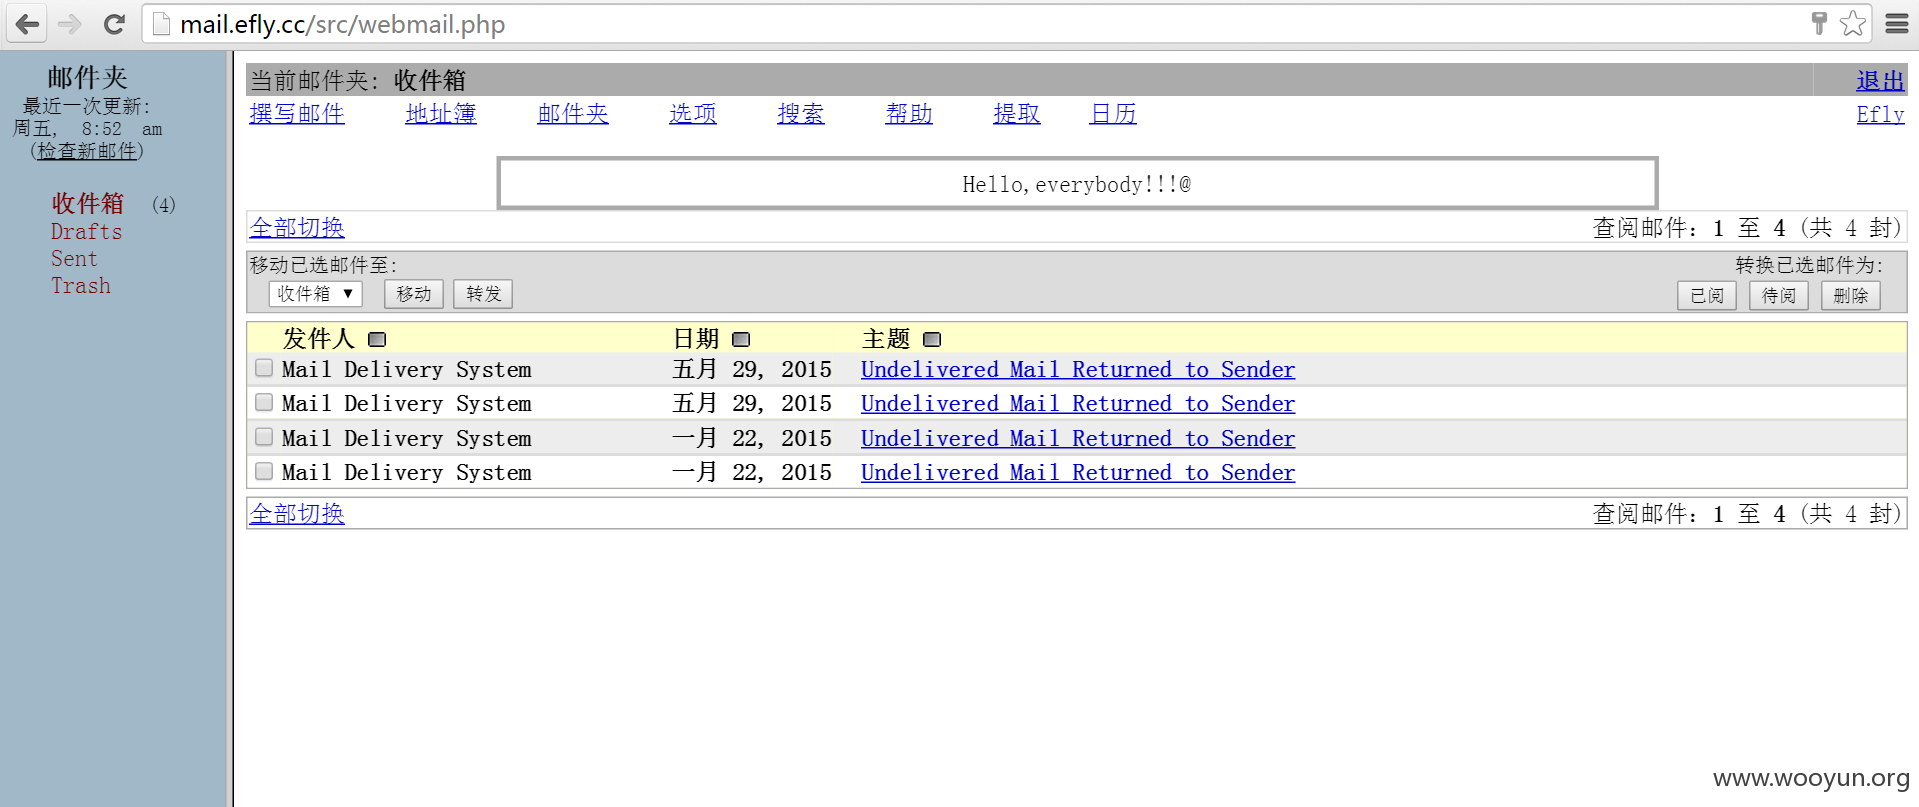 mail.efly.cc/src/webmail.php
邮件夹
最近一次更新:
周五, 8:52 am
(检查新邮件)
收件箱 (4)
Drafts
Sent
Trash
当前邮件夹: 收件箱 退出
撰写邮件 地址簿 邮件夹 选项 搜索 帮助 提取 日历 Efly
Hello,everybody!!!@
全部切换 查阅邮件: 1 至 4 (共 4 封)
移动已选邮件至: 转换已选邮件为:
收件箱 ▼ 移动 转发 已阅 待阅 删除
发件人 日期 主题
Mail Delivery System 五月 29, 2015 Undelivered Mail Returned to Sender
Mail Delivery System 五月 29, 2015 Undelivered Mail Returned to Sender
Mail Delivery System 一月 22, 2015 Undelivered Mail Returned to Sender
Mail Delivery System 一月 22, 2015 Undelivered Mail Returned to Sender
全部切换 查阅邮件: 1 至 4 (共 4 封)
www.wooyun.org